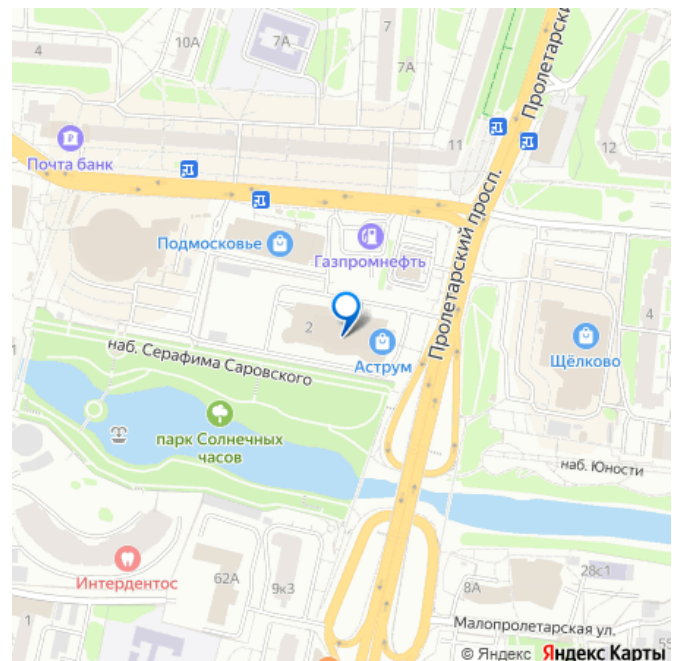 4
10А
7А
7
7А
Пролетарский
11
12
Почта банк
Пролетарский просп.
Подмосковье
Газпромнефть
2
4
Аструм
Щёлково
наб. Серафима Саровского
парк Солнечных
часов
наб. Юности
Интердентос
62А
9к3
8А
28с1
Малопролетарская ул.
© Яндекс Яндекс Карты